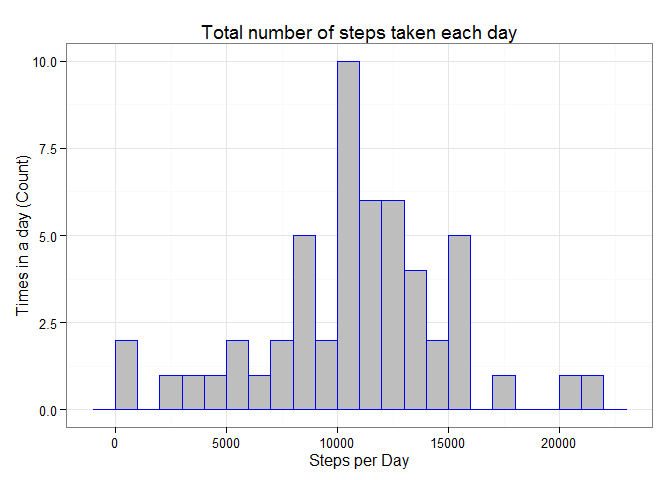 Total number of steps taken each day
10.0
7.5
5.0
2.5
0.0
Times in a day (Count)
0 5000 10000 15000 20000
Steps per Day